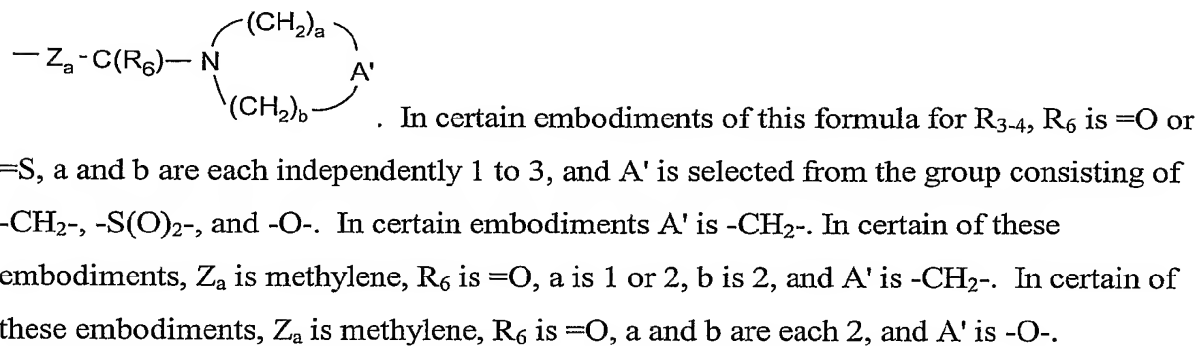 (CH₂)ₐ
— Zₐ - C(R₆)— N
A'
(CH₂)b
. In certain embodiments of this formula for R₃₋₄, R₆ is =O or
=S, a and b are each independently 1 to 3, and A' is selected from the group consisting of
-CH₂-, -S(O)₂-, and -O-. In certain embodiments A' is -CH₂-. In certain of these
embodiments, Zₐ is methylene, R₆ is =O, a is 1 or 2, b is 2, and A' is -CH₂-. In certain of
these embodiments, Zₐ is methylene, R₆ is =O, a and b are each 2, and A' is -O-.